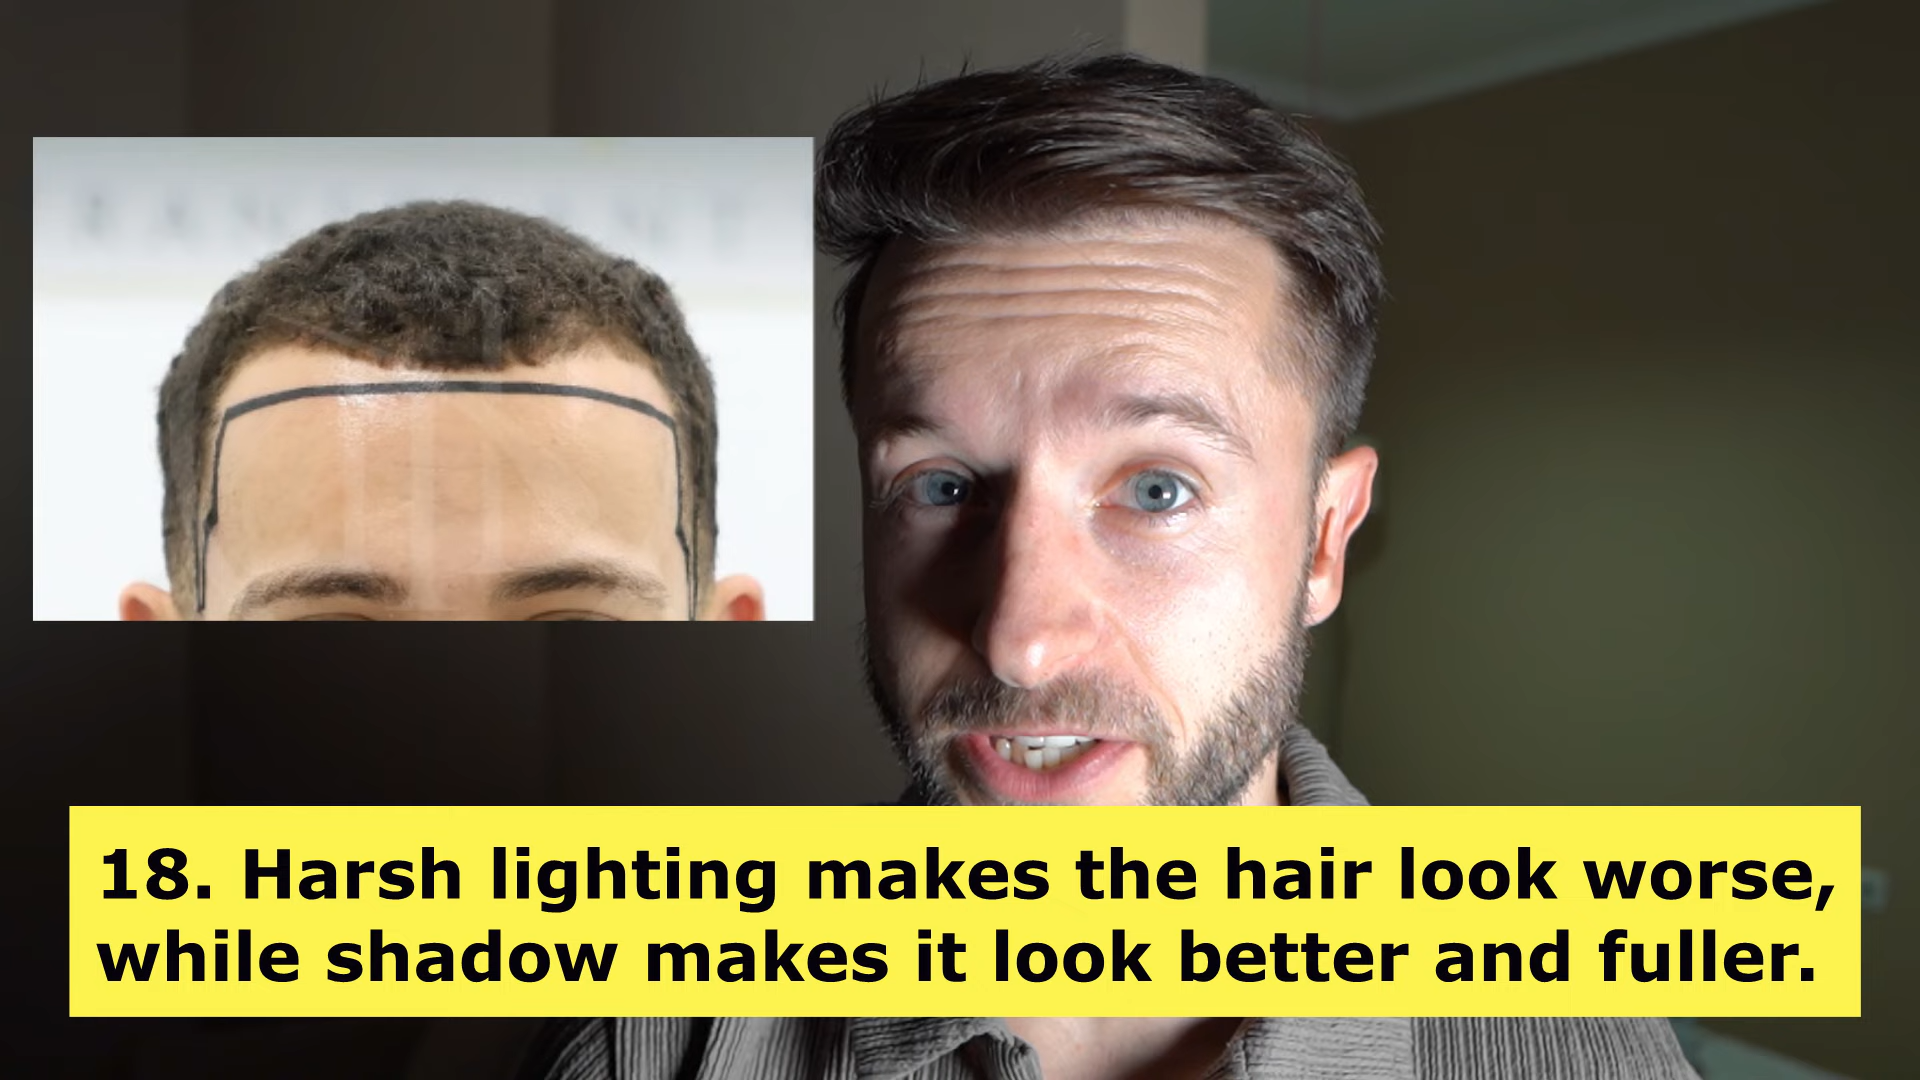 18. Harsh lighting makes the hair look worse,
while shadow makes it look better and fuller.